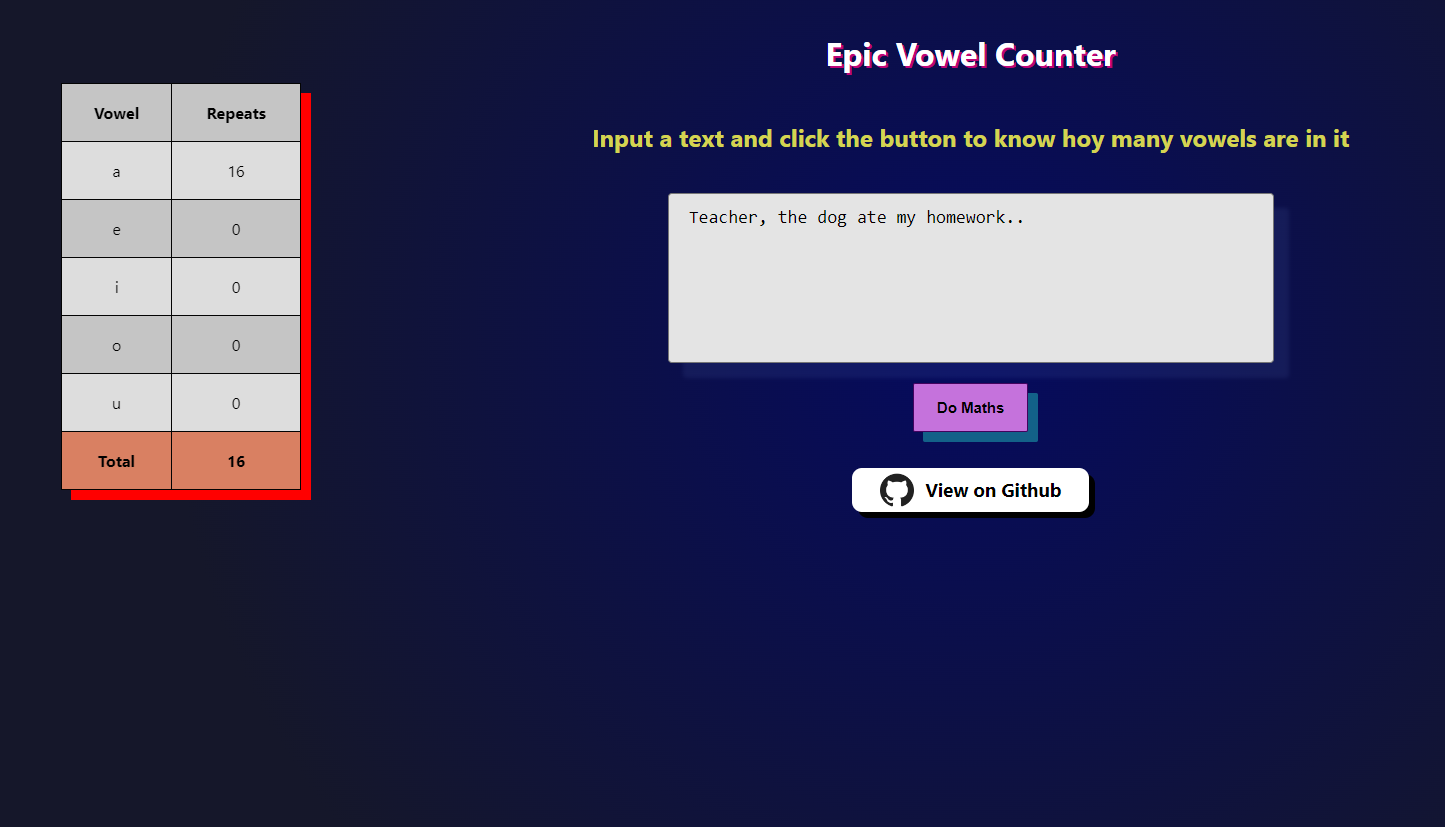 Epic Vowel Counter
Input a text and click the button to know hoy many vowels are in it
Vowel Repeats
a 16
e 0
i 0
o 0
u 0
Total 16
Teacher, the dog ate my homework..
Do Maths
View on Github